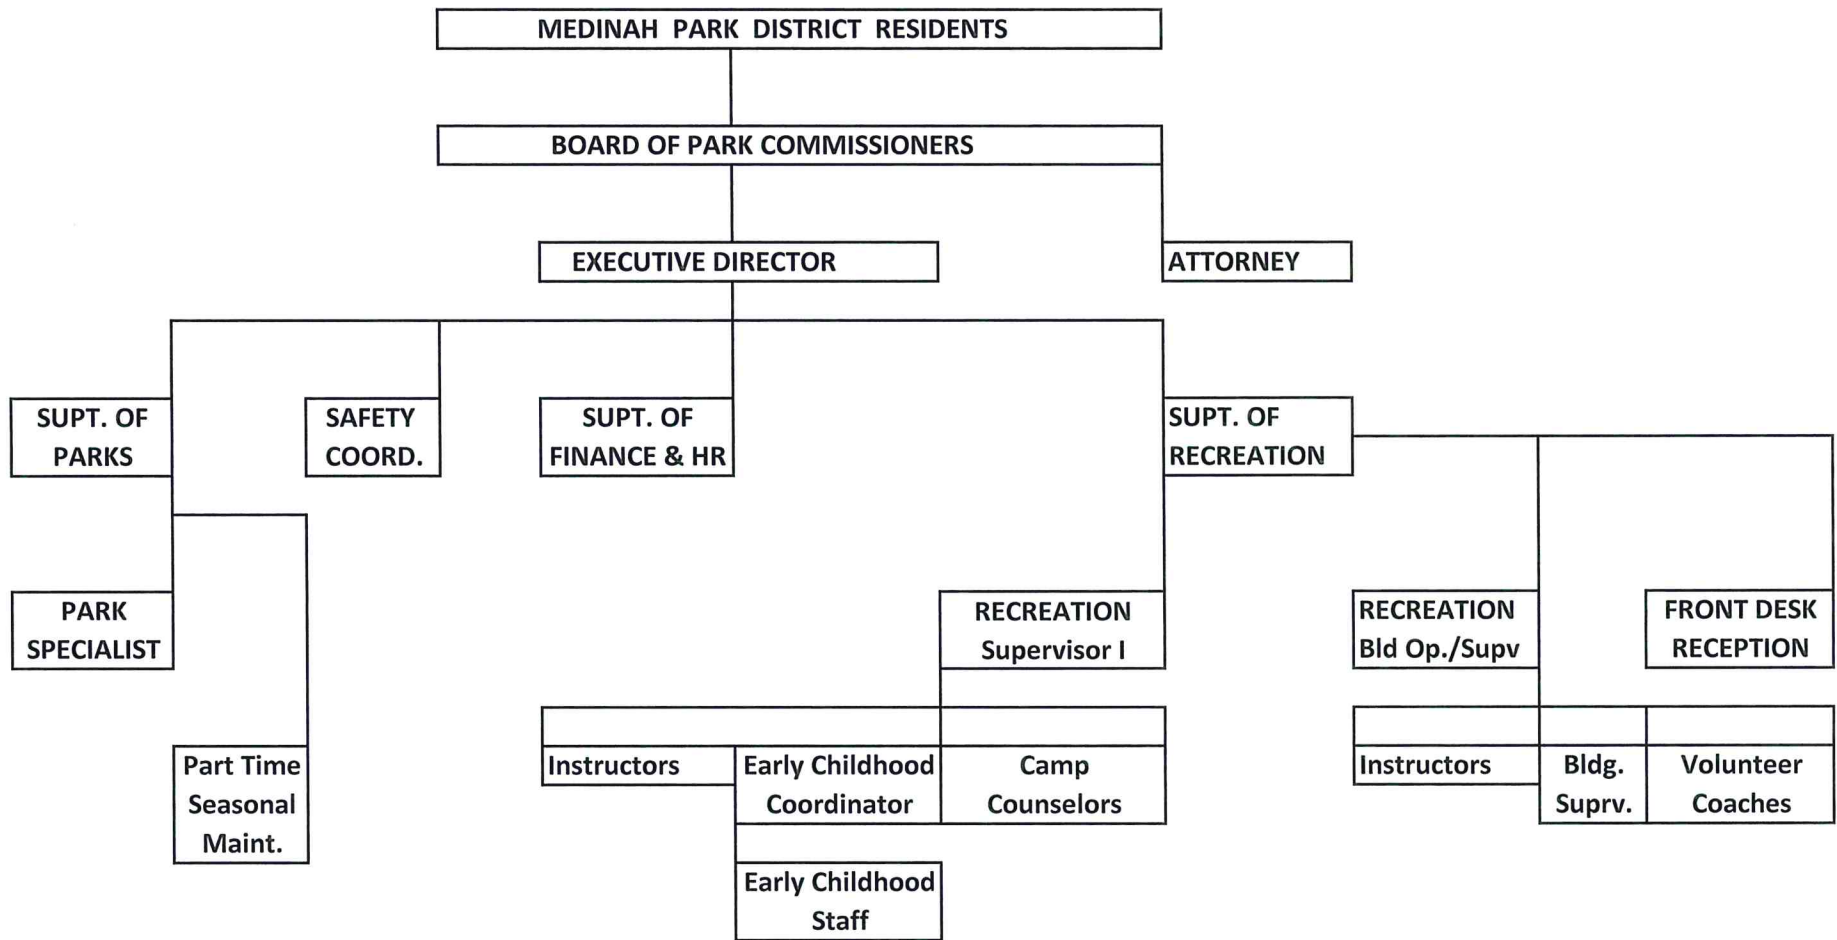 MEDINAH PARK DISTRICT RESIDENTS
BOARD OF PARK COMMISSIONERS
EXECUTIVE DIRECTOR
ATTORNEY
SUPT. OF
PARKS
SAFETY
COORD.
SUPT. OF
FINANCE & HR
SUPT. OF
RECREATION
PARK
SPECIALIST
RECREATION
Supervisor I
RECREATION
Bld Op./Supv
FRONT DESK
RECEPTION
Part Time
Seasonal
Maint.
Instructors
Early Childhood
Coordinator
Camp
Counselors
Instructors
Bldg.
Suprv.
Volunteer
Coaches
Early Childhood
Staff